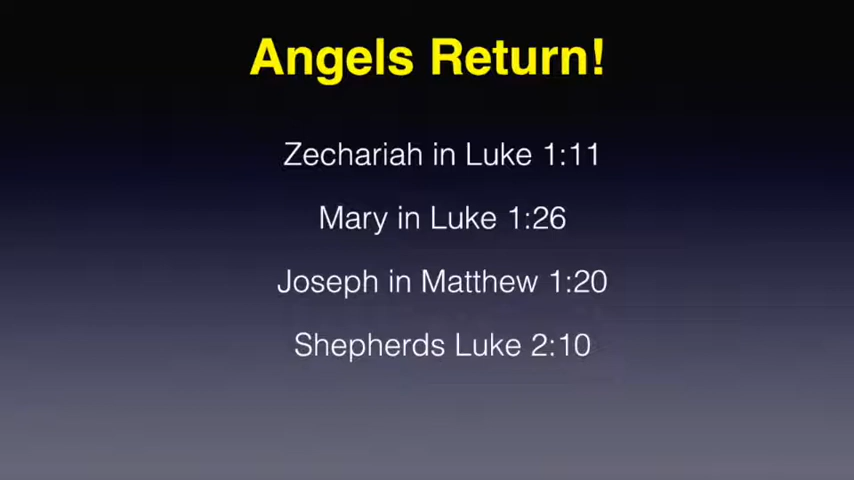 Angels Return!
Zechariah in Luke 1:11
Mary in Luke 1:26
Joseph in Matthew 1:20
Shepherds Luke 2:10